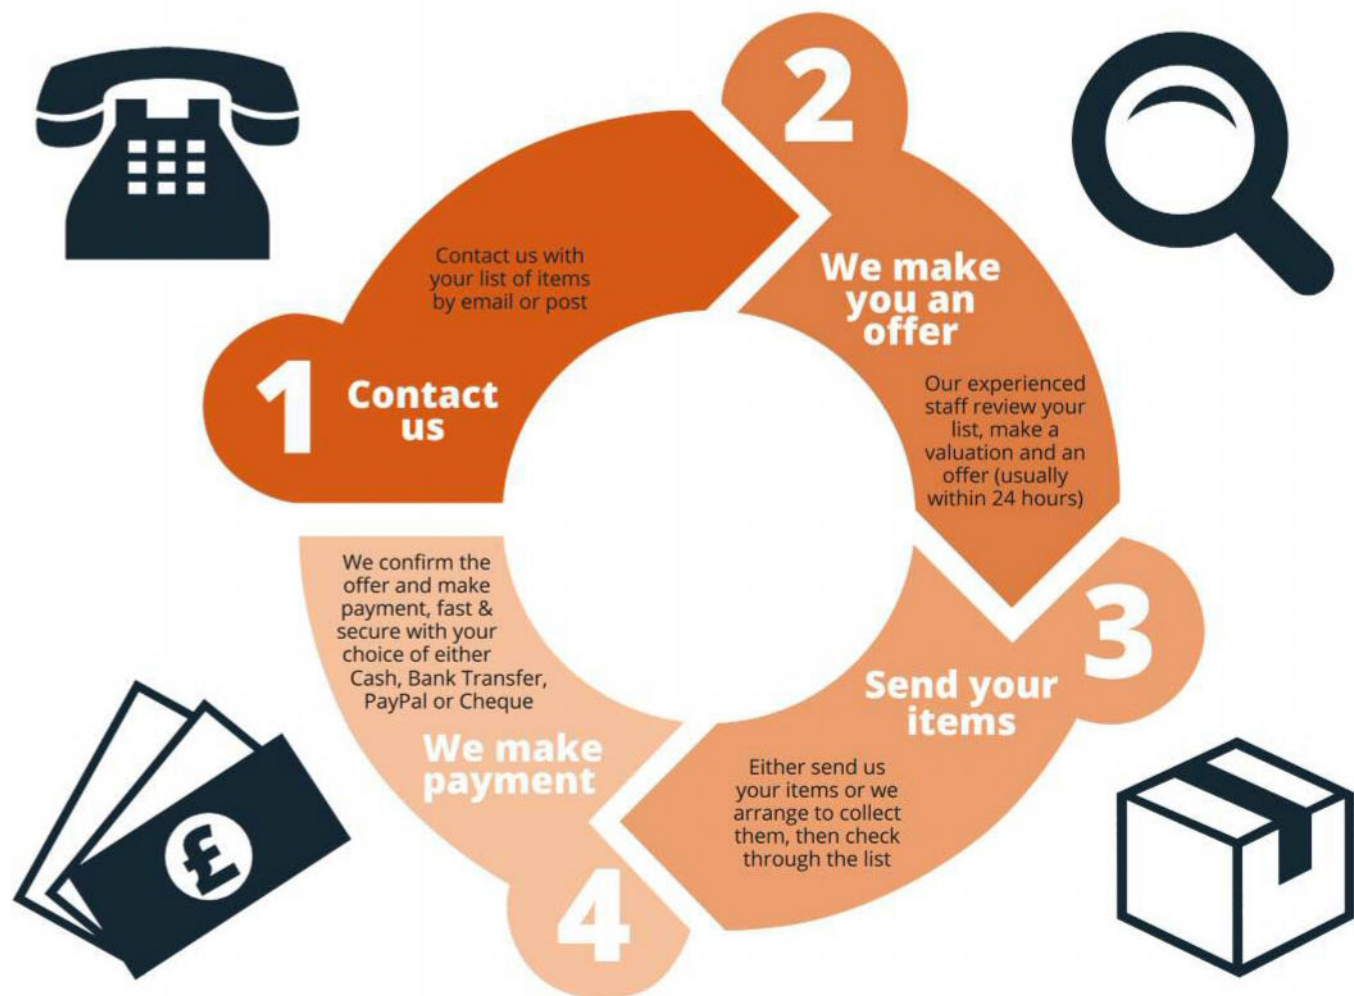 1
Contact
us
Contact us with
your list of items
by email or post
2
We make
you an
offer
Our experienced
staff review your
list, make a
valuation and an
offer (usually
within 24 hours)
3
Send your
items
Either send us
your items or we
arrange to collect
them, then check
through the list
4
We make
payment
We confirm the
offer and make
payment, fast &
secure with your
choice of either
Cash, Bank Transfer,
PayPal or Cheque
£